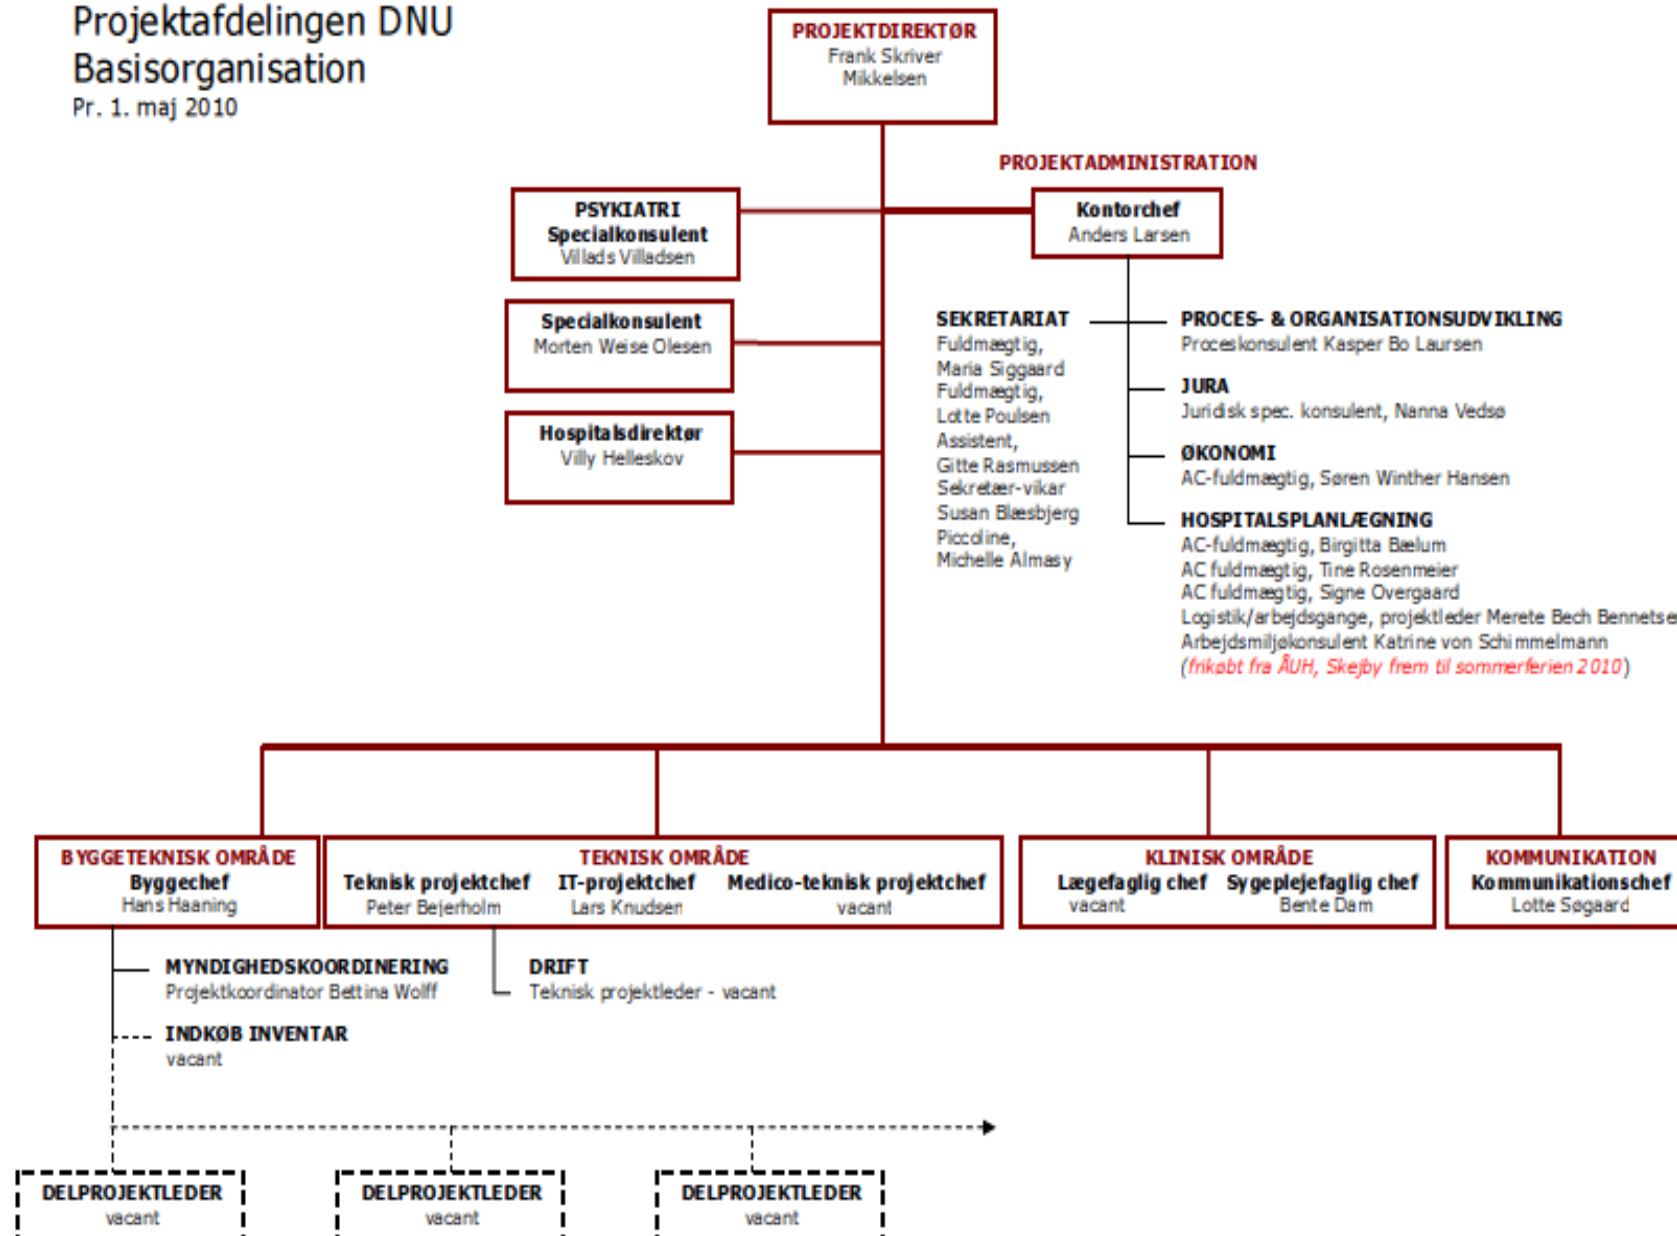 Projektafdelingen DNU
Basisorganisation
Pr. 1. maj 2010
PROJEKTDIREKTØR
Frank Skriver
Mikkelsen
PROJEKTADMINISTRATION
PSYKIATRI
Specialkonsulent
Villads Villadsen
Kontorchef
Anders Larsen
Specialkonsulent
Morten Weise Olesen
Hospitalsdirektør
Villy Helleskov
SEKRETARIAT
Fuldmægtig,
Maria Siggaard
Fuldmægtig,
Lotte Poulsen
Assistent,
Gitte Rasmussen
Sekretær-vikar
Susan Blæsbjerg
Piccoline,
Michelle Almasy
PROCES- & ORGANISATIONSUDVIKLING
Proceskonsulent Kasper Bo Laursen
JURA
Juridisk spec. konsulent, Nanna Vedsø
ØKONOMI
AC-fuldmægtig, Søren Winther Hansen
HOSPITALSPLANLÆGNING
AC-fuldmægtig, Birgitta Bælum
AC fuldmægtig, Tine Rosenmeier
AC fuldmægtig, Signe Overgaard
Logistik/arbejdsgange, projektleder Merete Bech Bennetse
Arbejdsmiljøkonsulent Katrine von Schimmelmann
(frikøbt fra ÅUH, Skejby frem til sommerferien 2010)
BYGGETEKNISK OMRÅDE
Byggechef
Hans Haaning
TEKNISK OMRÅDE
Teknisk projektchef IT-projektchef Medico-teknisk projektchef
Peter Bejerholm Lars Knudsen vacant
KLINISK OMRÅDE
Lægefaglig chef Sygeplejefaglig chef
vacant Bente Dam
KOMMUNIKATION
Kommunikationschef
Lotte Søgaard
MYNDIGHEDSKOORDINERING
Projektkoordinator Bettina Wolff
DRIFT
Teknisk projektleder - vacant
INDKØB INVENTAR
vacant
DELPROJEKTLEDER
vacant
DELPROJEKTLEDER
vacant
DELPROJEKTLEDER
vacant